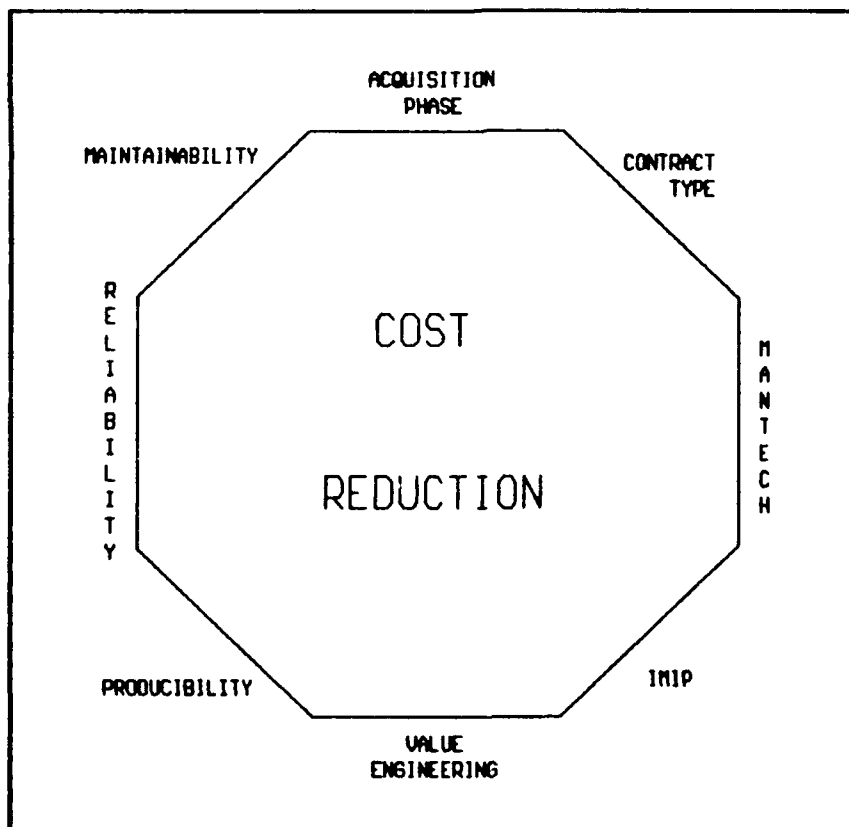 ACQUISITION
PHASE
MAINTAINABILITY
CONTRACT
TYPE
RELIABILITY
COST
MANTECH
REDUCTION
PRODUCIBILITY
IMIP
VALUE
ENGINEERING